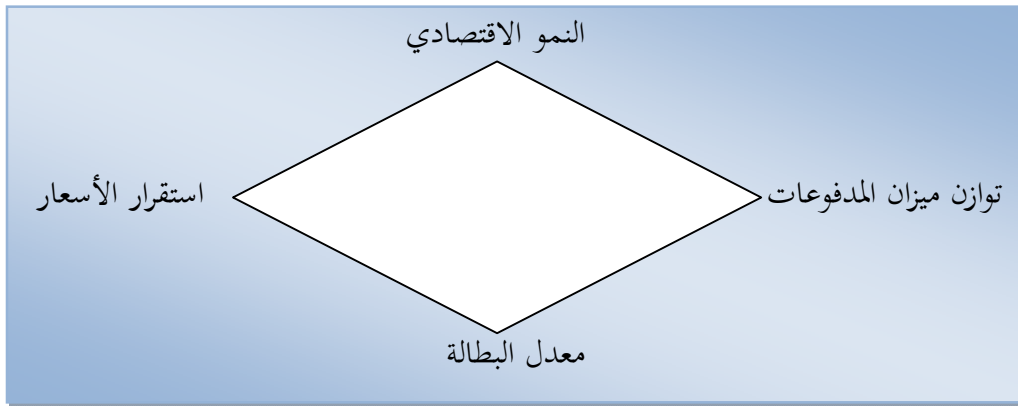 النمو الاقتصادي
توازن ميزان المدفوعات
استقرار الأسعار
معدل البطالة